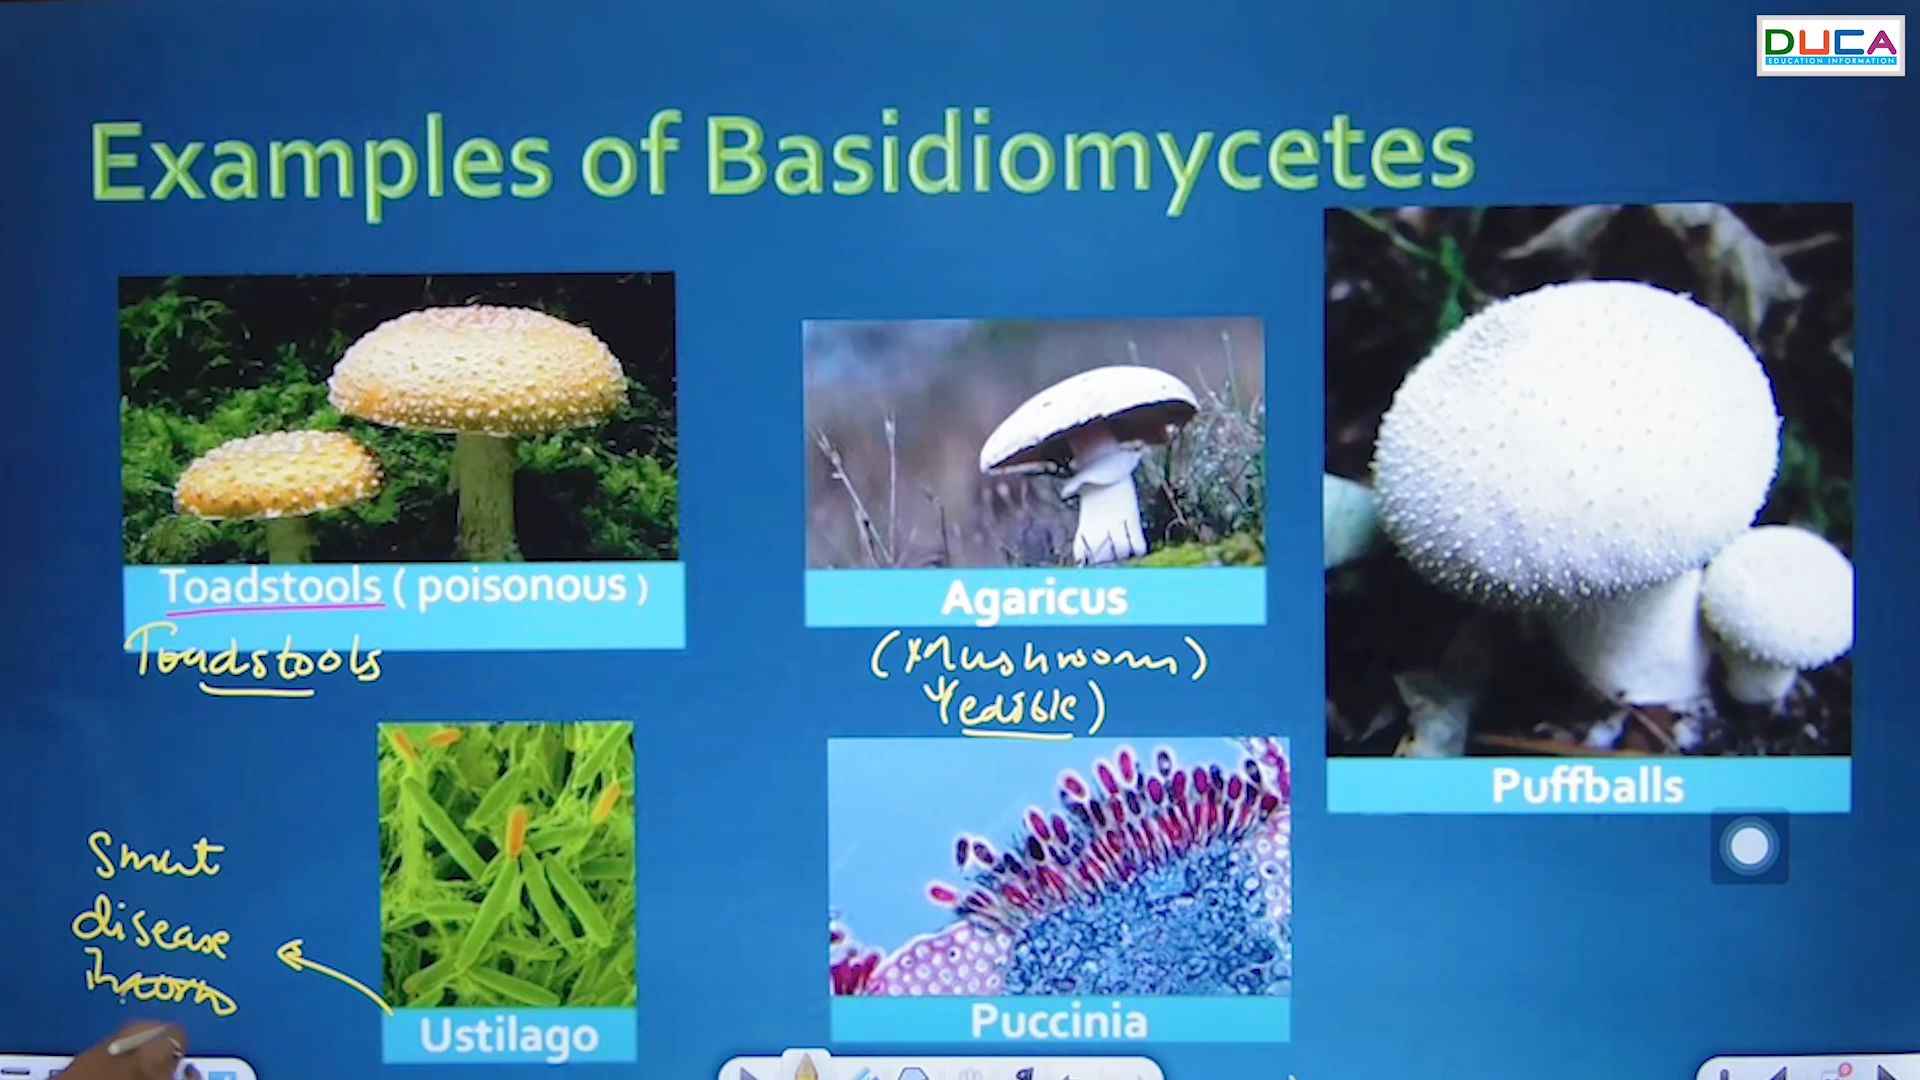 DUCA
EDUCATION INFORMATION
Examples of Basidiomycetes
Toadstools ( poisonous )
Toadstools
Agaricus
(Mushroom)
(edible)
Puffballs
Smut
disease
Ustilago
Puccinia